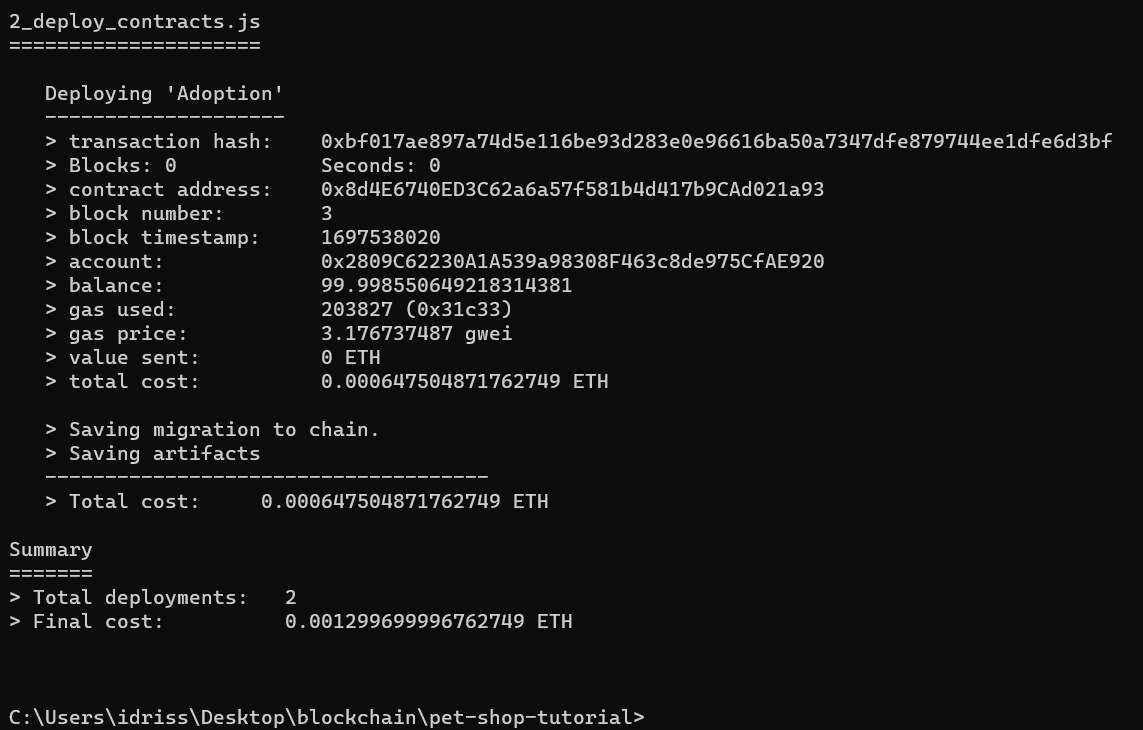 2_deploy_contracts.js
=====================
Deploying 'Adoption'
--------------------
> transaction hash:    0xbf017ae897a74d5e116be93d283e0e96616ba50a7347dfe879744ee1dfe6d3bf
> Blocks: 0            Seconds: 0
> contract address:    0x8d4E6740ED3C62a6a57f581b4d417b9CAd021a93
> block number:        3
> block timestamp:     1697538020
> account:             0x2809C62230A1A539a98308F463c8de975CfAE920
> balance:             99.998550649218314381
> gas used:            203827 (0x31c33)
> gas price:           3.176737487 gwei
> value sent:          0 ETH
> total cost:          0.000647504871762749 ETH
> Saving migration to chain.
> Saving artifacts
-------------------------------------
> Total cost:     0.000647504871762749 ETH
Summary
=======
> Total deployments:   2
> Final cost:          0.001299699996762749 ETH
C:\Users\idriss\Desktop\blockchain\pet-shop-tutorial>